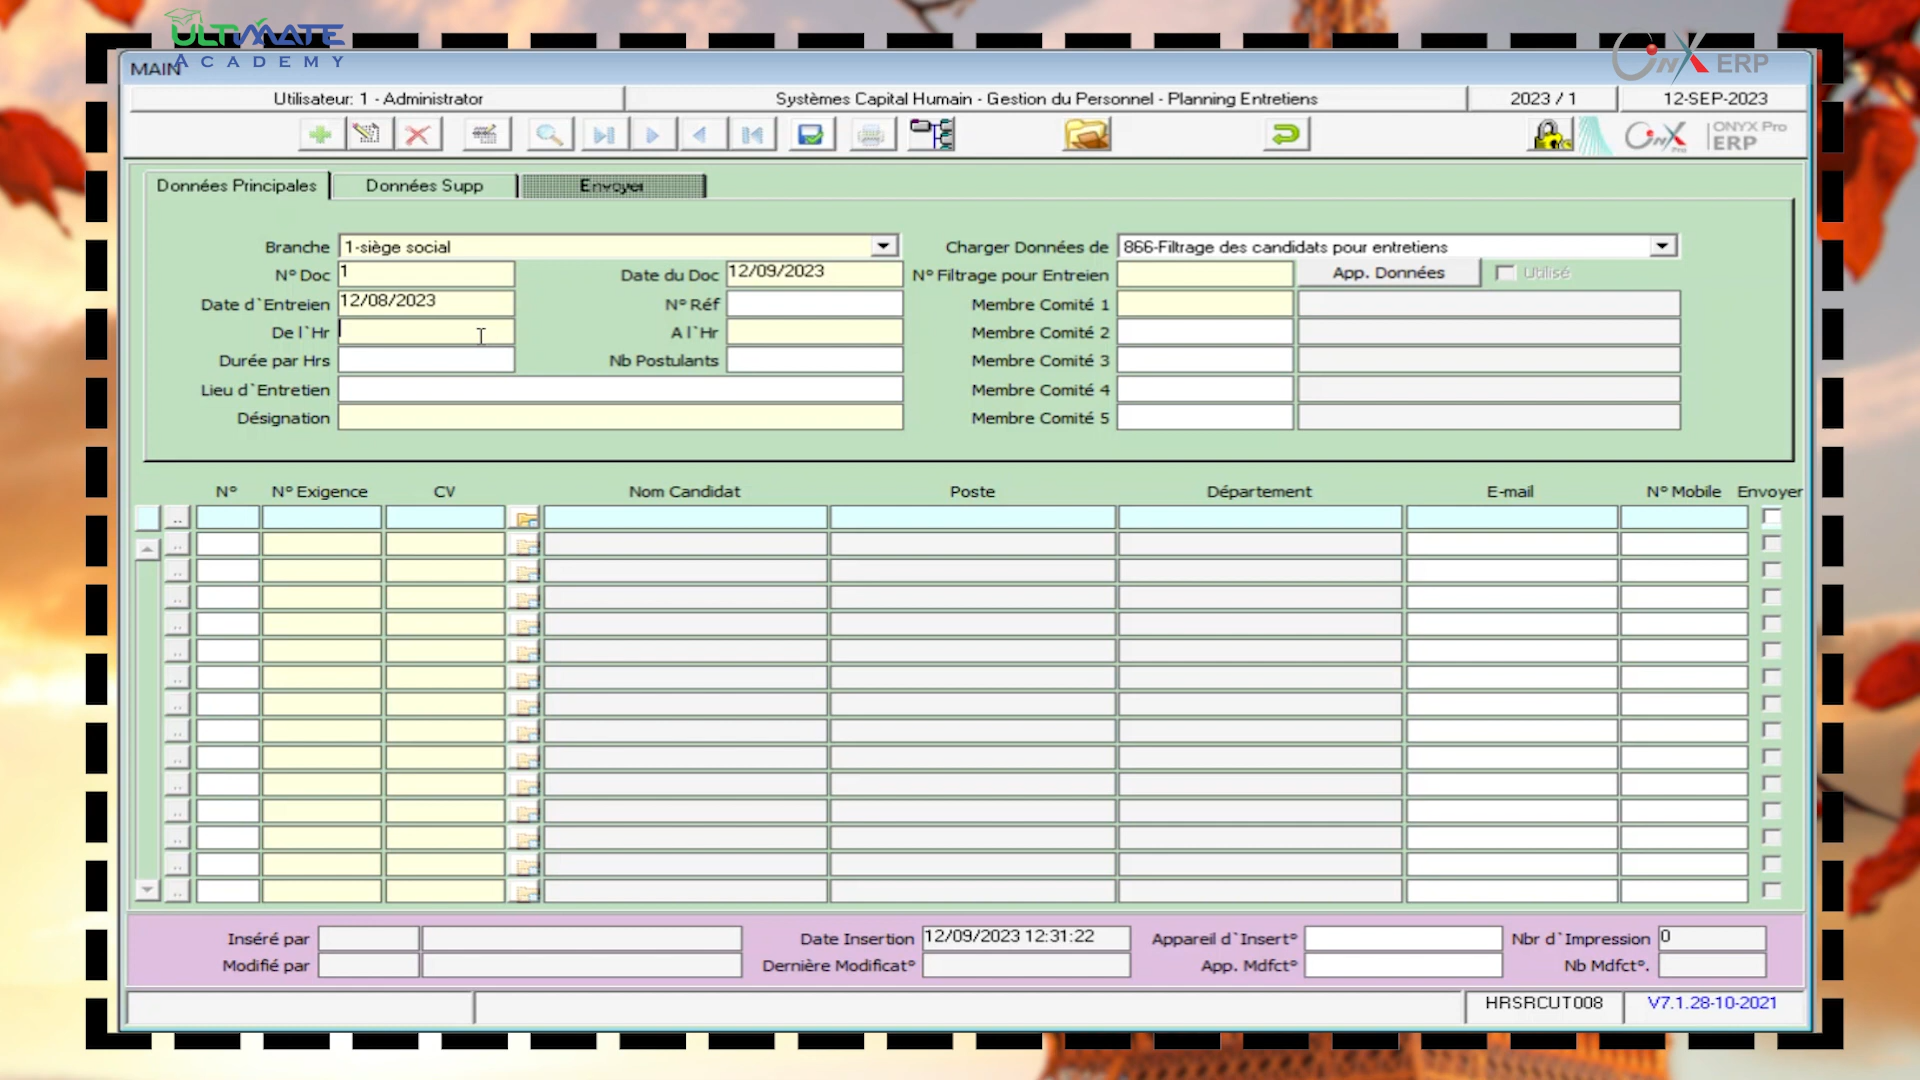 ULTIMATE
ACADEMY
ONX ERP
MAIN
Utilisateur: 1 - Administrator
Systèmes Capital Humain - Gestion du Personnel - Planning Entretiens
2023 / 1
12-SEP-2023
ONX Pro
ONYX Pro
ERP
Données Principales
Données Supp
Envoyer
Branche 1-siège social
Charger Données de 866-Filtrage des candidats pour entretiens
N° Doc 1
Date du Doc 12/09/2023
N° Filtrage pour Entreien
App. Données
Utilisé
Date d`Entreien 12/08/2023
N° Réf
Membre Comité 1
De l`Hr
A l`Hr
Membre Comité 2
Durée par Hrs
Nb Postulants
Membre Comité 3
Lieu d`Entretien
Membre Comité 4
Désignation
Membre Comité 5
N° N° Exigence CV Nom Candidat Poste Département E-mail N° Mobile Envoyer
Inséré par
Date Insertion 12/09/2023 12:31:22
Appareil d`Insert°
Nbr d`Impression 0
Modifié par
Dernière Modificat°
App. Mdfct°
Nb Mdfct°.
HRSRCUT008
V7.1.28-10-2021